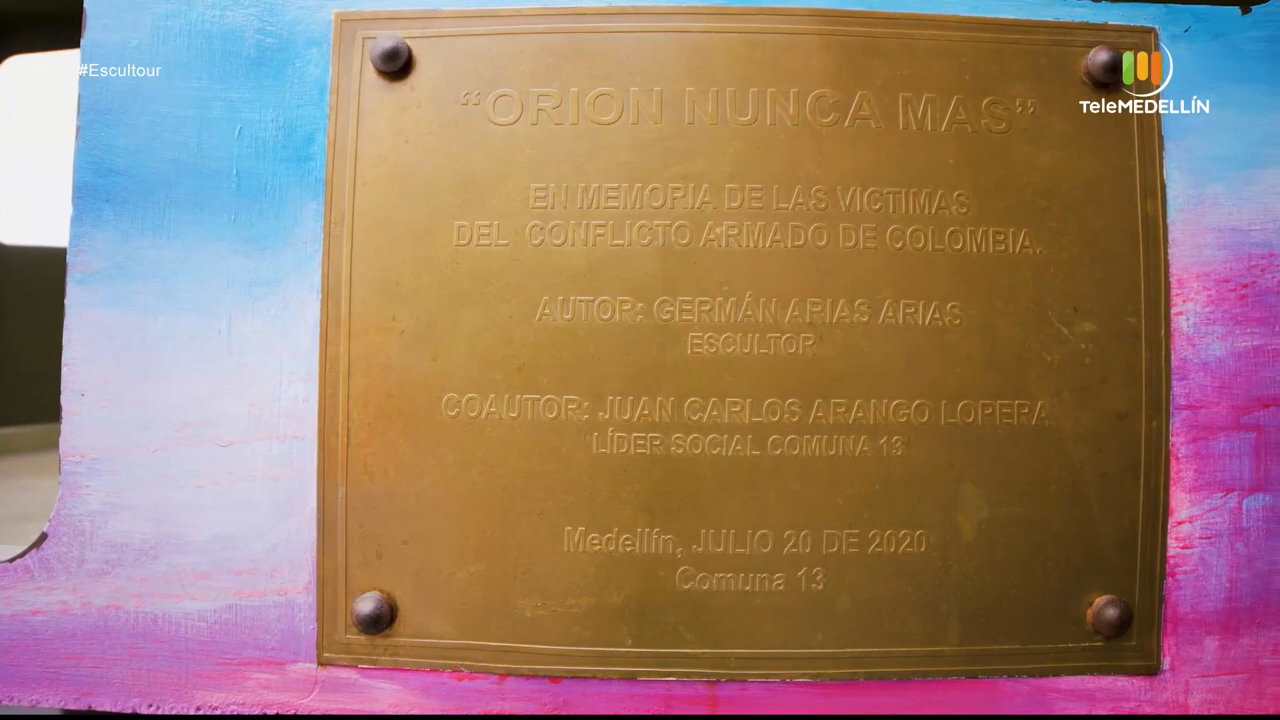 #Escultour
TeleMEDELLÍN
“ORION NUNCA MAS”
EN MEMORIA DE LAS VICTIMAS
DEL CONFLICTO ARMADO DE COLOMBIA.
AUTOR: GERMÁN ARIAS ARIAS
ESCULTOR
COAUTOR: JUAN CARLOS ARANGO LOPERA
'LÍDER SOCIAL COMUNA 13'
Medellín, JULIO 20 DE 2020
Comuna 13